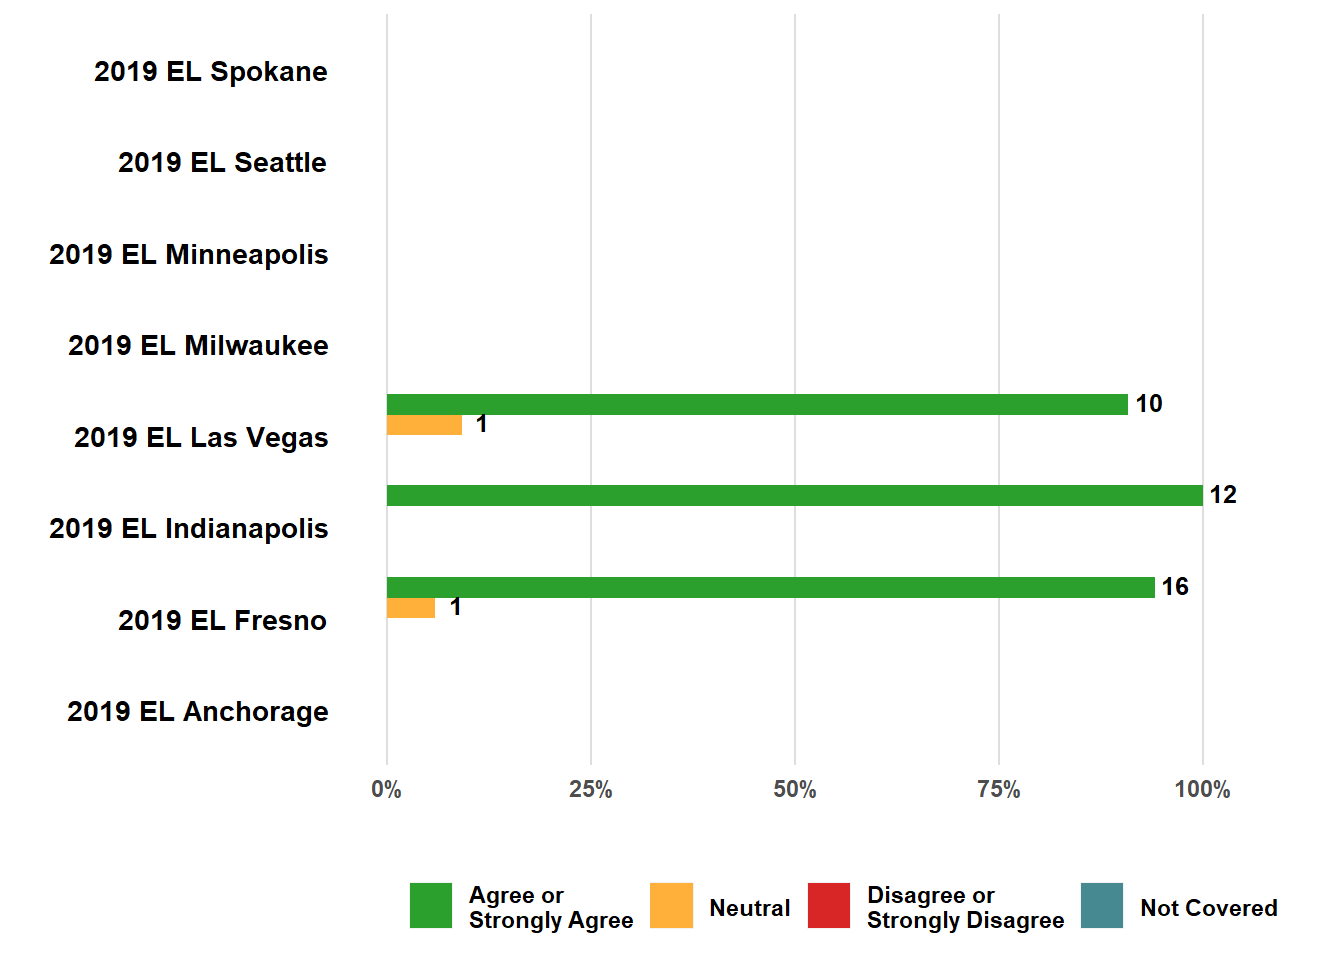 2019 EL Spokane
2019 EL Seattle
2019 EL Minneapolis
2019 EL Milwaukee
10
1
2019 EL Las Vegas
12
2019 EL Indianapolis
16
1
2019 EL Fresno
2019 EL Anchorage
0% 25% 50% 75% 100%
Agree or
Strongly Agree
Neutral
Disagree or
Strongly Disagree
Not Covered